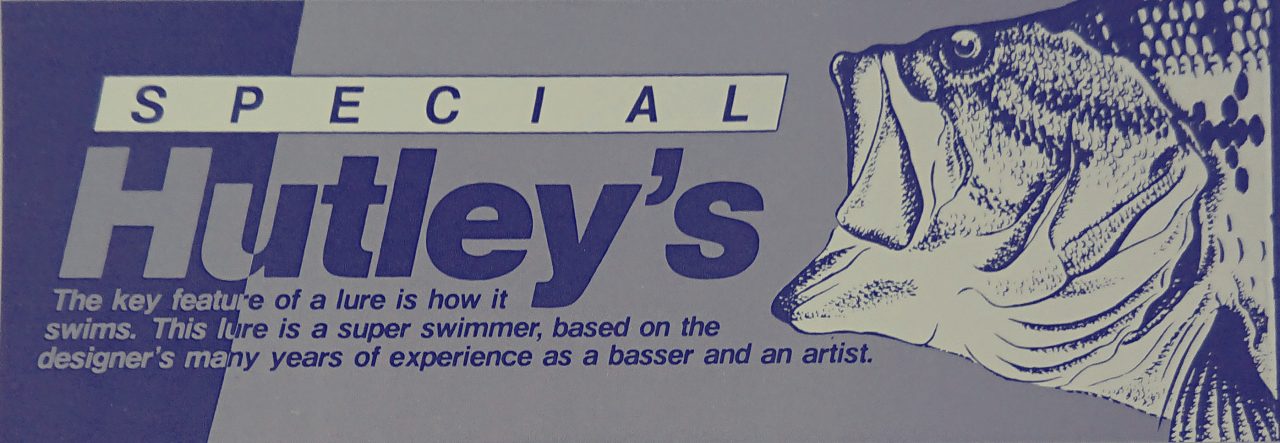 SPECIAL
Hutley's
The key feature of a lure is how it
swims. This lure is a super swimmer, based on the
designer's many years of experience as a basser and an artist.